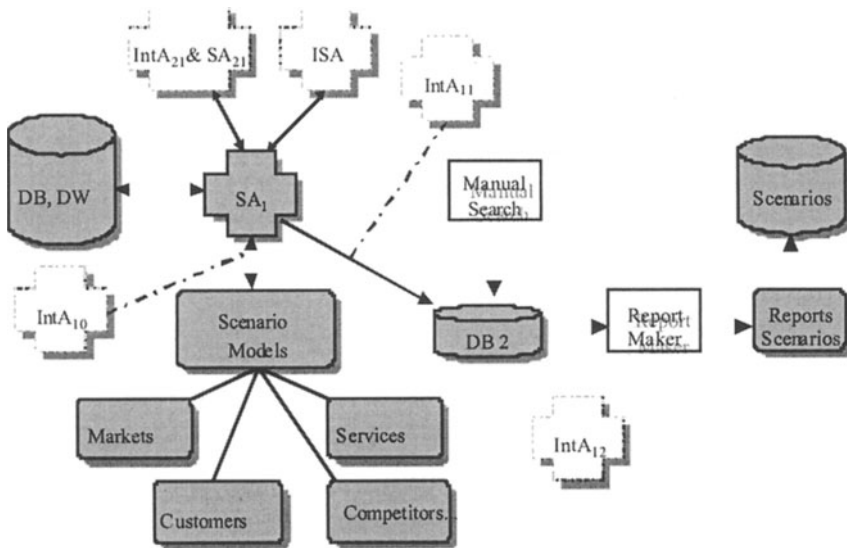 IntA21 & SA21
ISA
IntA11
DB, DW
SA1
Manual
Search
Scenarios
IntA10
Scenario
Models
DB 2
Report
Maker
Reports
Scenarios
Markets
Services
IntA12
Customers
Competitors...